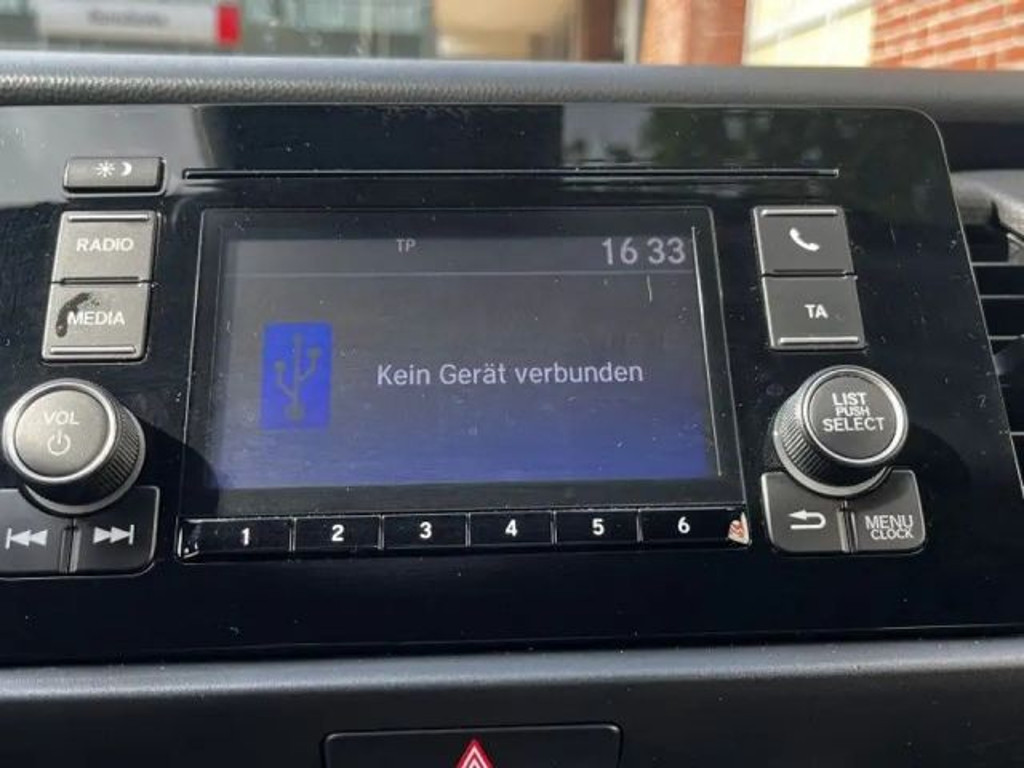 RADIO
MEDIA
VOL
TP
16 33
Kein Gerät verbunden
1 2 3 4 5 6
TA
LIST
PUSH
SELECT
MENU
CLOCK